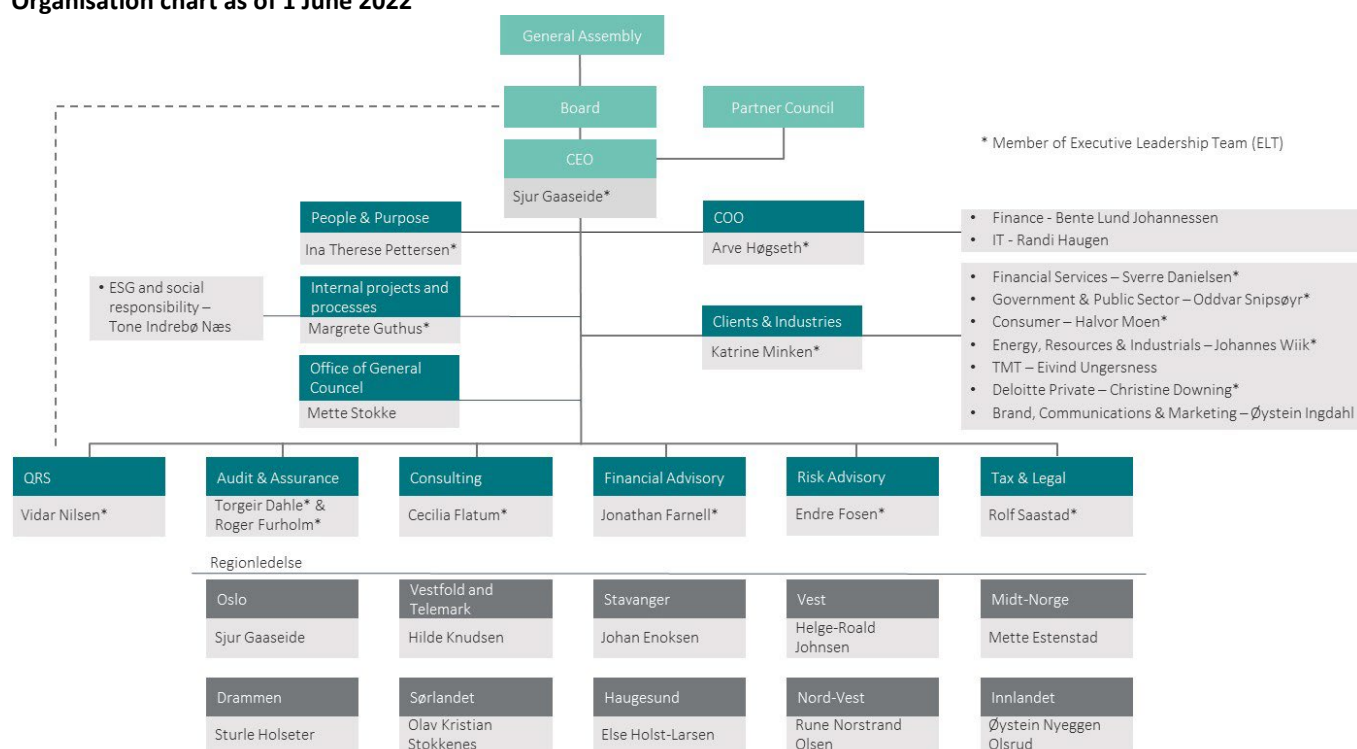 Organisation chart as of 1 June 2022
General Assembly
Board
Partner Council
* Member of Executive Leadership Team (ELT)
CEO
Sjur Gaaseide*
People & Purpose
Ina Therese Pettersen*
COO
Arve Høgseth*
• Finance - Bente Lund Johannessen
• IT - Randi Haugen
• ESG and social
responsibility –
Tone Indrebø Næs
Internal projects and
processes
Margrete Guthus*
Clients & Industries
Katrine Minken*
• Financial Services – Sverre Danielsen*
• Government & Public Sector – Oddvar Snipsøyr*
• Consumer – Halvor Moen*
• Energy, Resources & Industrials – Johannes Wiik*
• TMT – Eivind Ungersness
• Deloitte Private – Christine Downing*
• Brand, Communications & Marketing – Øystein Ingdahl
Office of General
Councel
Mette Stokke
QRS
Vidar Nilsen*
Audit & Assurance
Torgeir Dahle* &
Roger Furholm*
Consulting
Cecilia Flatum*
Financial Advisory
Jonathan Farnell*
Risk Advisory
Endre Fosen*
Tax & Legal
Rolf Saastad*
Regionledelse
Oslo
Sjur Gaaseide
Vestfold and
Telemark
Hilde Knudsen
Stavanger
Johan Enoksen
Vest
Helge-Roald
Johnsen
Midt-Norge
Mette Estenstad
Drammen
Sturle Holseter
Sørlandet
Olav Kristian
Stokkenes
Haugesund
Else Holst-Larsen
Nord-Vest
Rune Norstrand
Olsen
Innlandet
Øystein Nyeggen
Olsrud